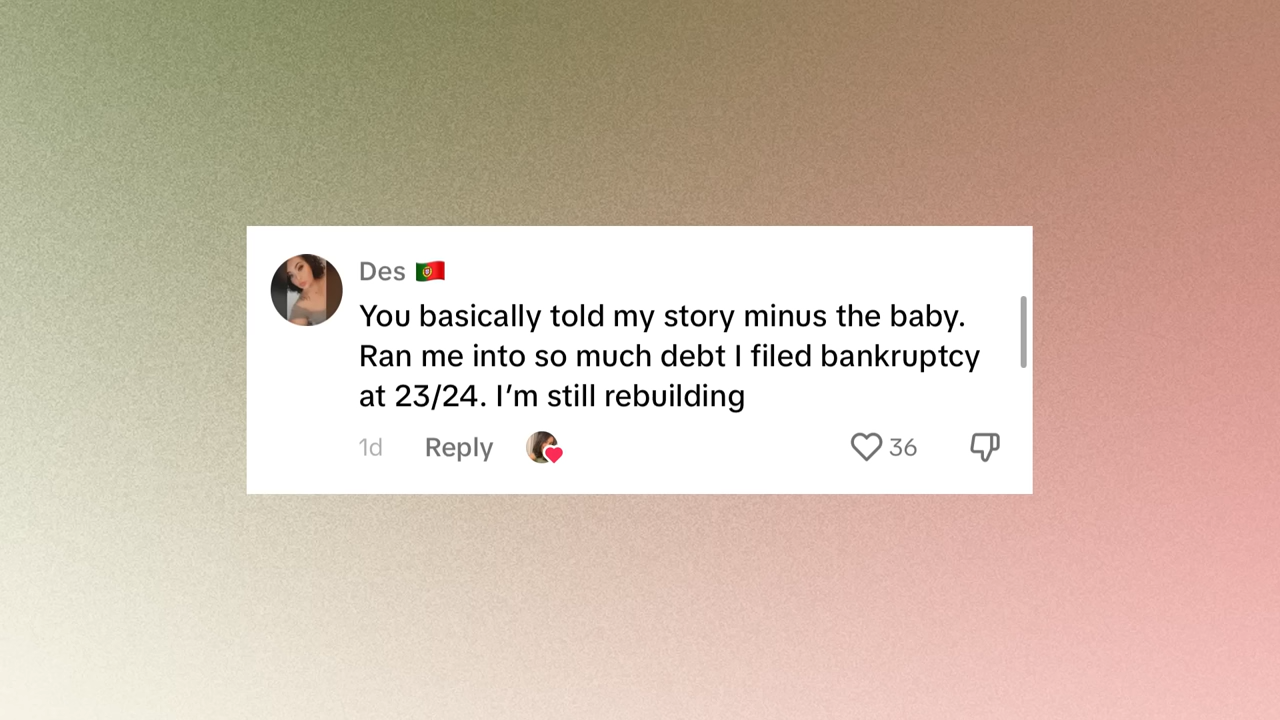 Des 🇵🇹
You basically told my story minus the baby.
Ran me into so much debt I filed bankruptcy
at 23/24. I’m still rebuilding
1d Reply 36